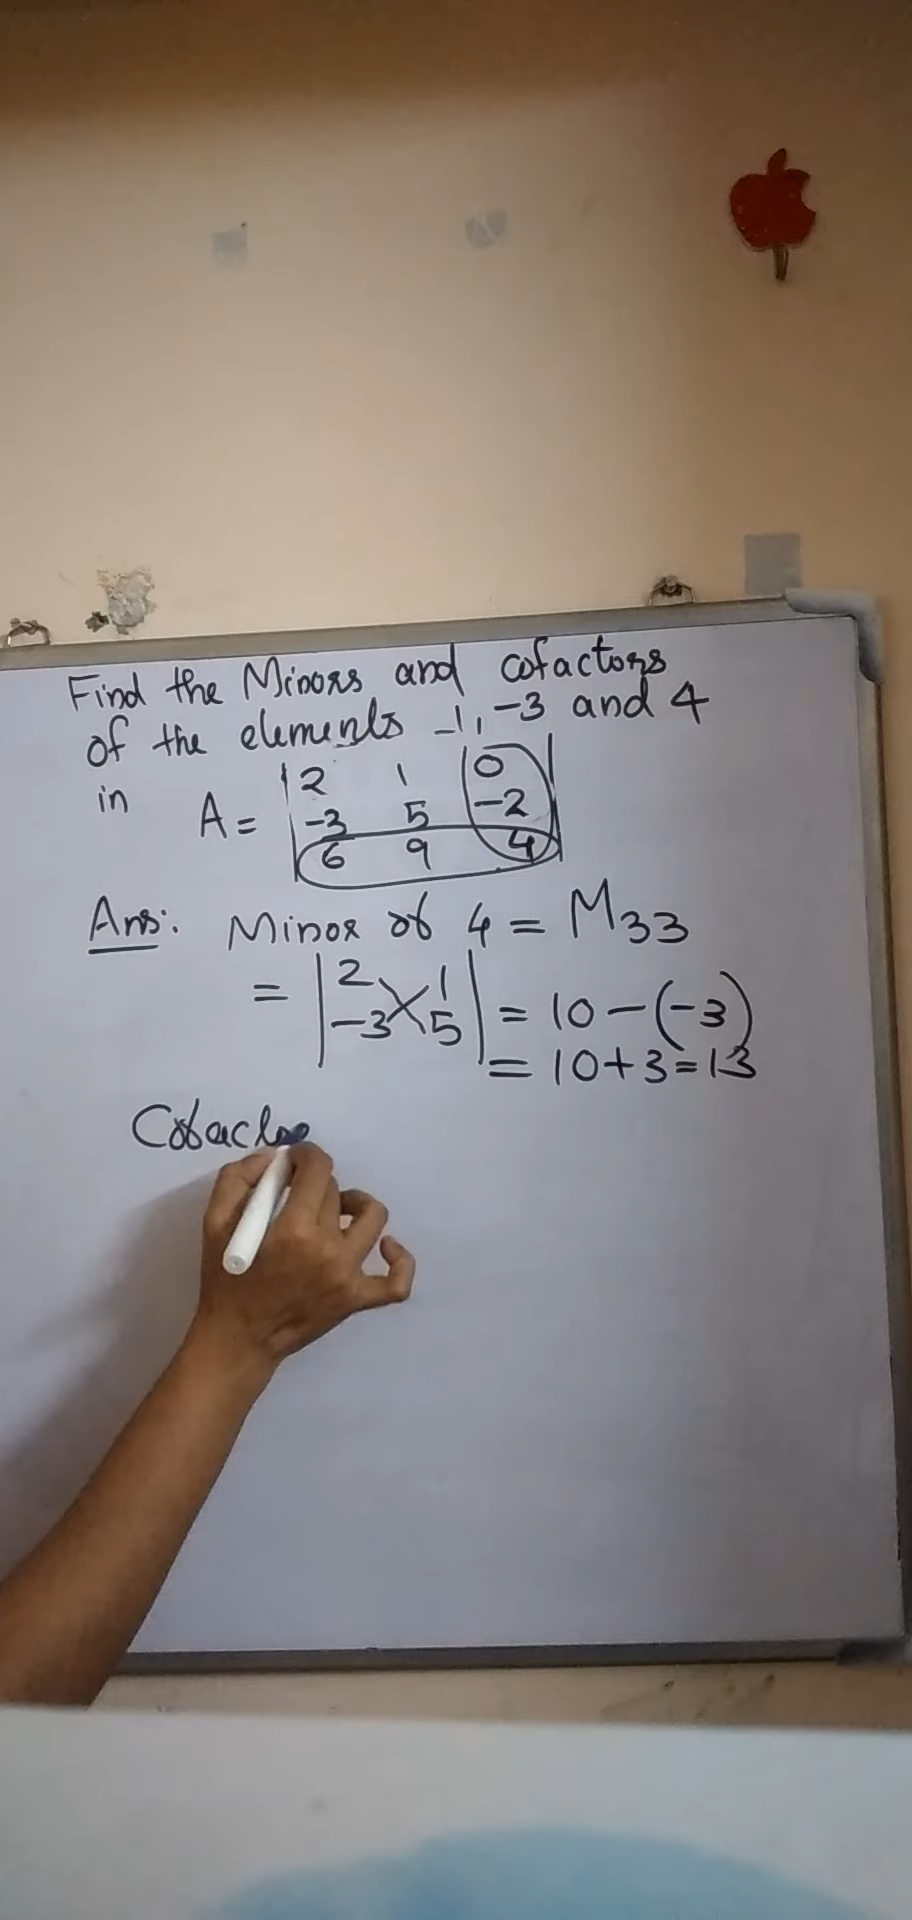 Find the Minors and cofactors
of the elements -1, -3 and 4
in A = | 2 1 0 |
| -3 5 -2 |
| 6 9 4 |
Ans: Minor of 4 = M33
= | 2 1 | = 10 - (-3)
| -3 5 | = 10 + 3 = 13
Cofacto